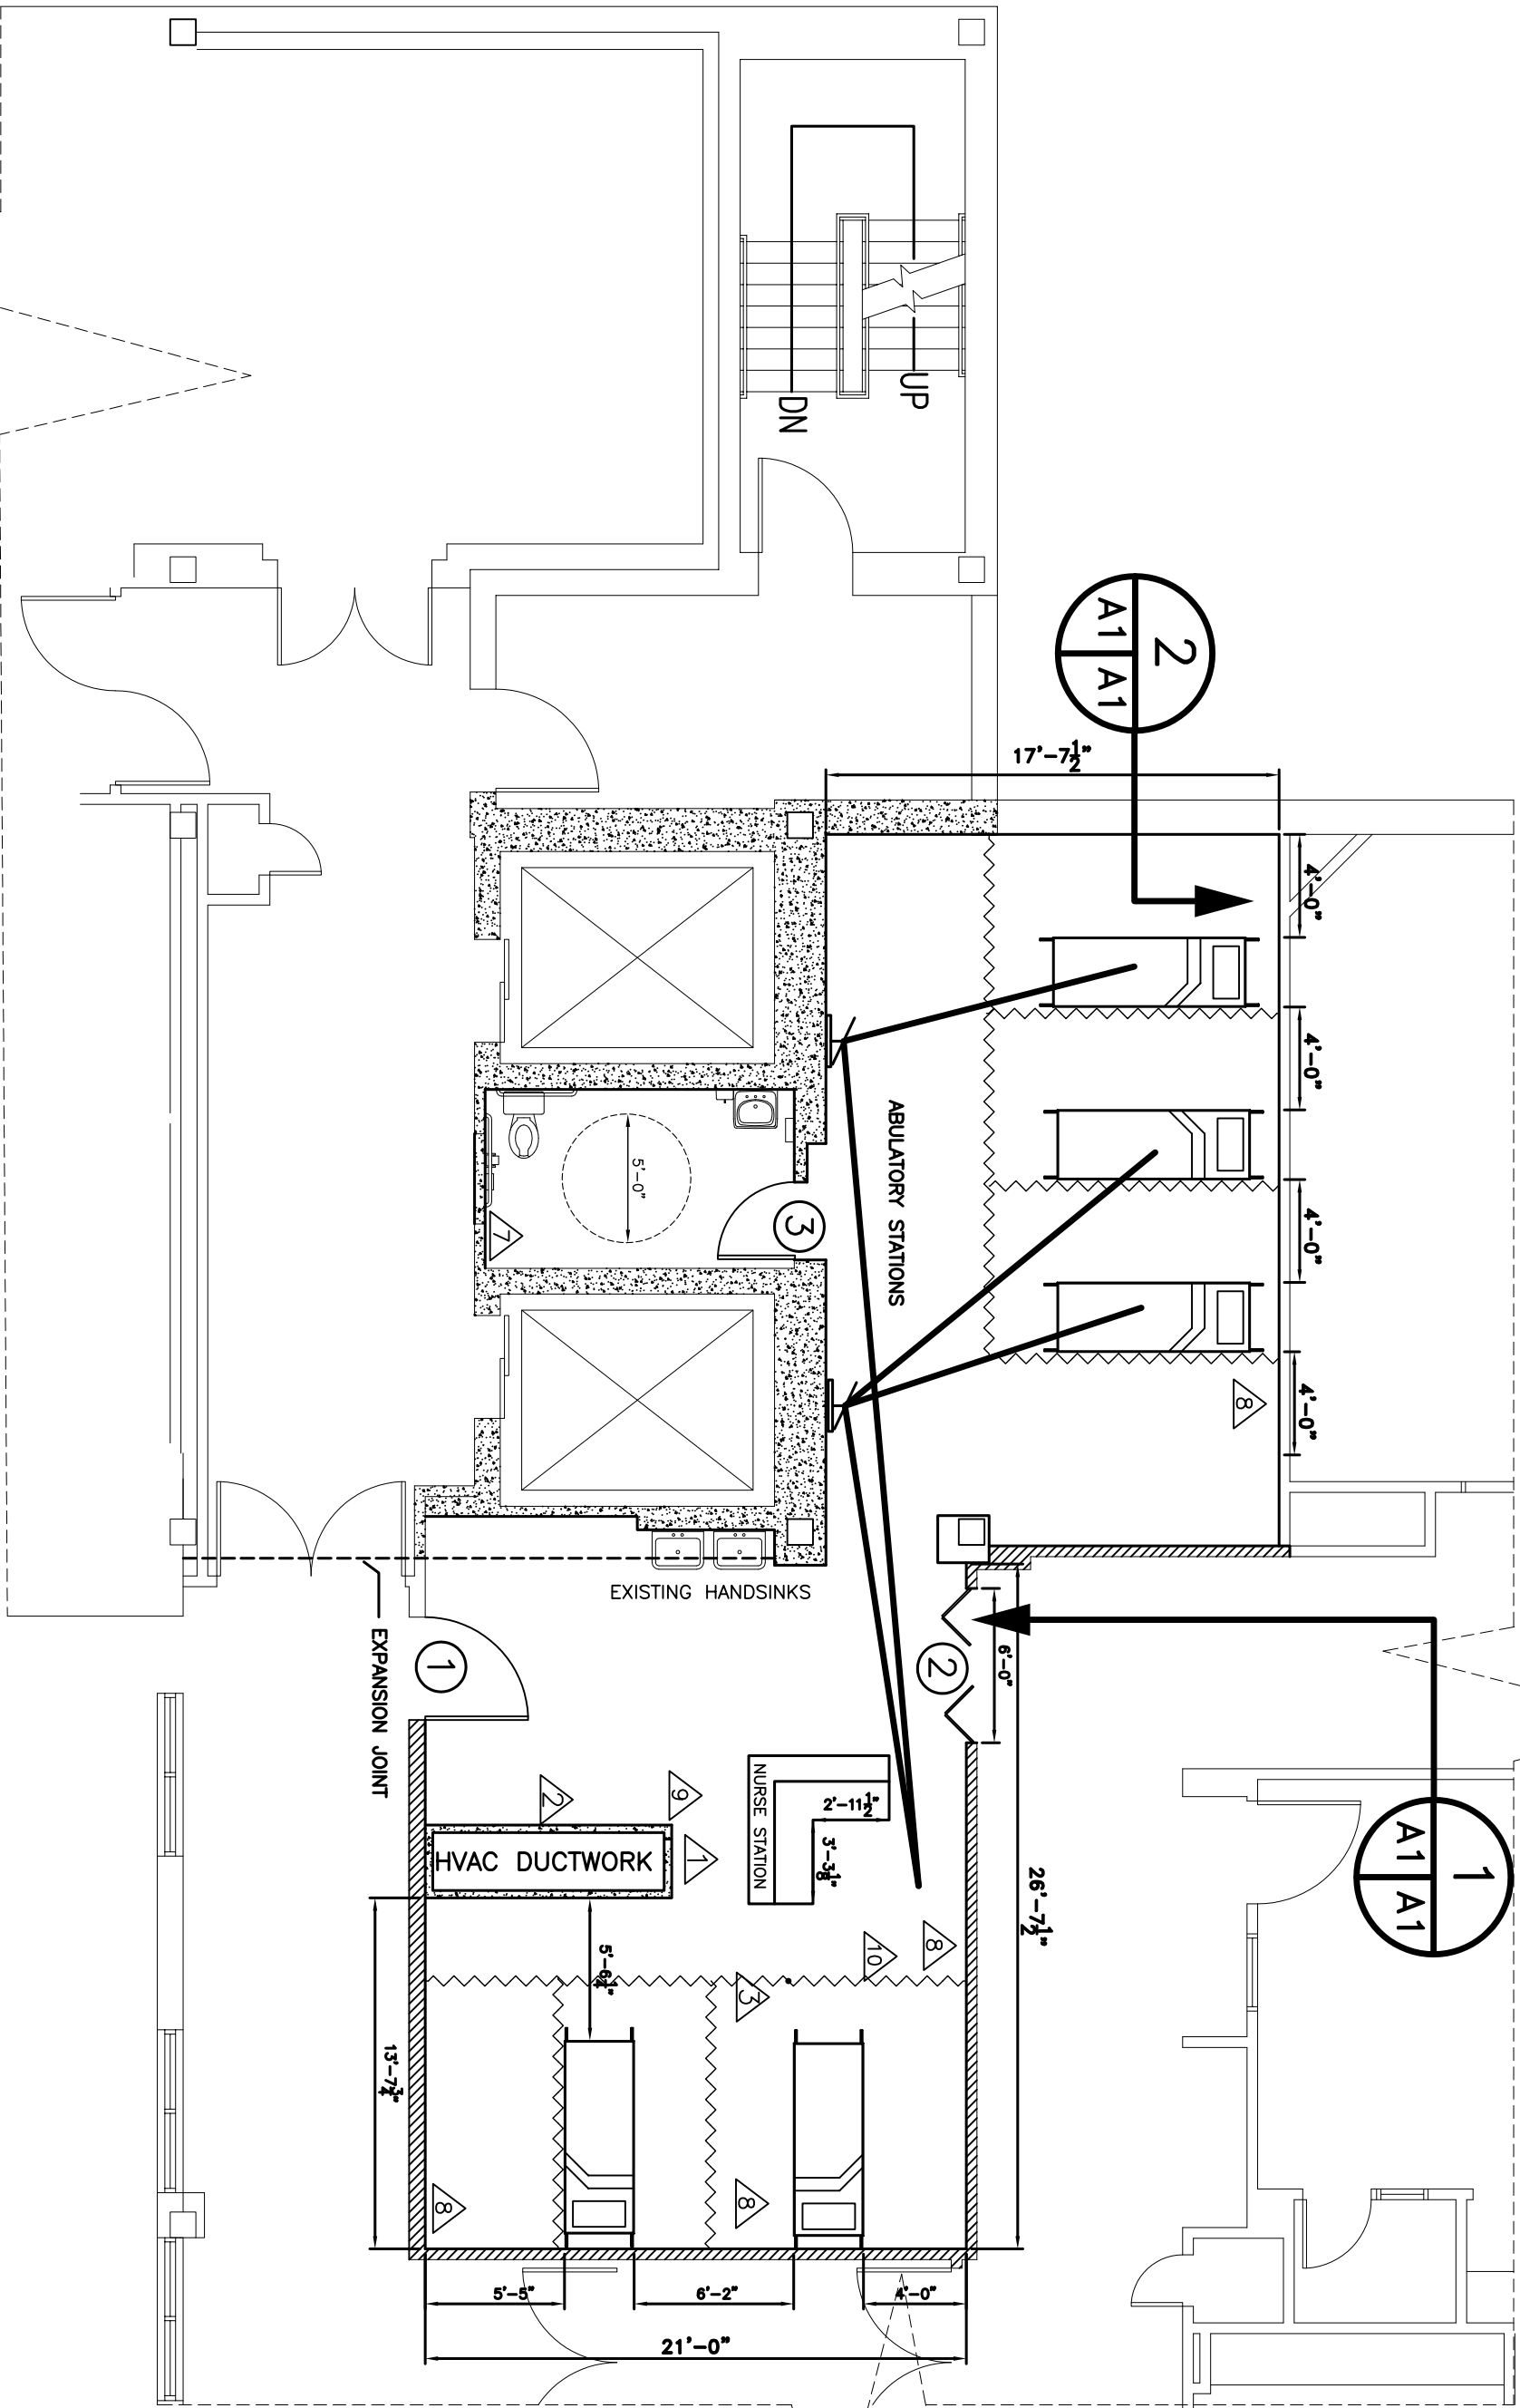 UP
DN
2
A1
A1
17'-7½"
4'-0"
4'-0"
4'-0"
4'-0"
8
ABULATORY STATIONS
5'-0"
3
7
EXISTING HANDSINKS
EXPANSION JOINT
1
2
6'-0"
1
A1
A1
26'-7½"
NURSE STATION
2'-11½"
3'-3⅛"
2
9
1
HVAC DUCTWORK
8
10
3
5'-6¼"
13'-7¾"
8
8
5'-5"
6'-2"
4'-0"
21'-0"